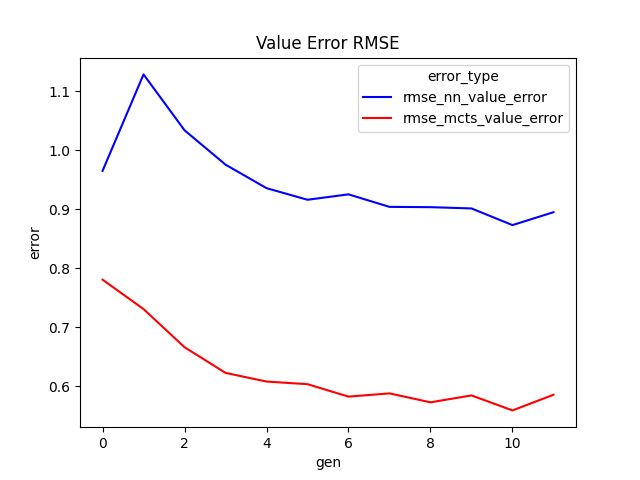 Value Error RMSE
error_type
rmse_nn_value_error
rmse_mcts_value_error
1.1
1.0
0.9
0.8
0.7
0.6
error
0 2 4 6 8 10
gen